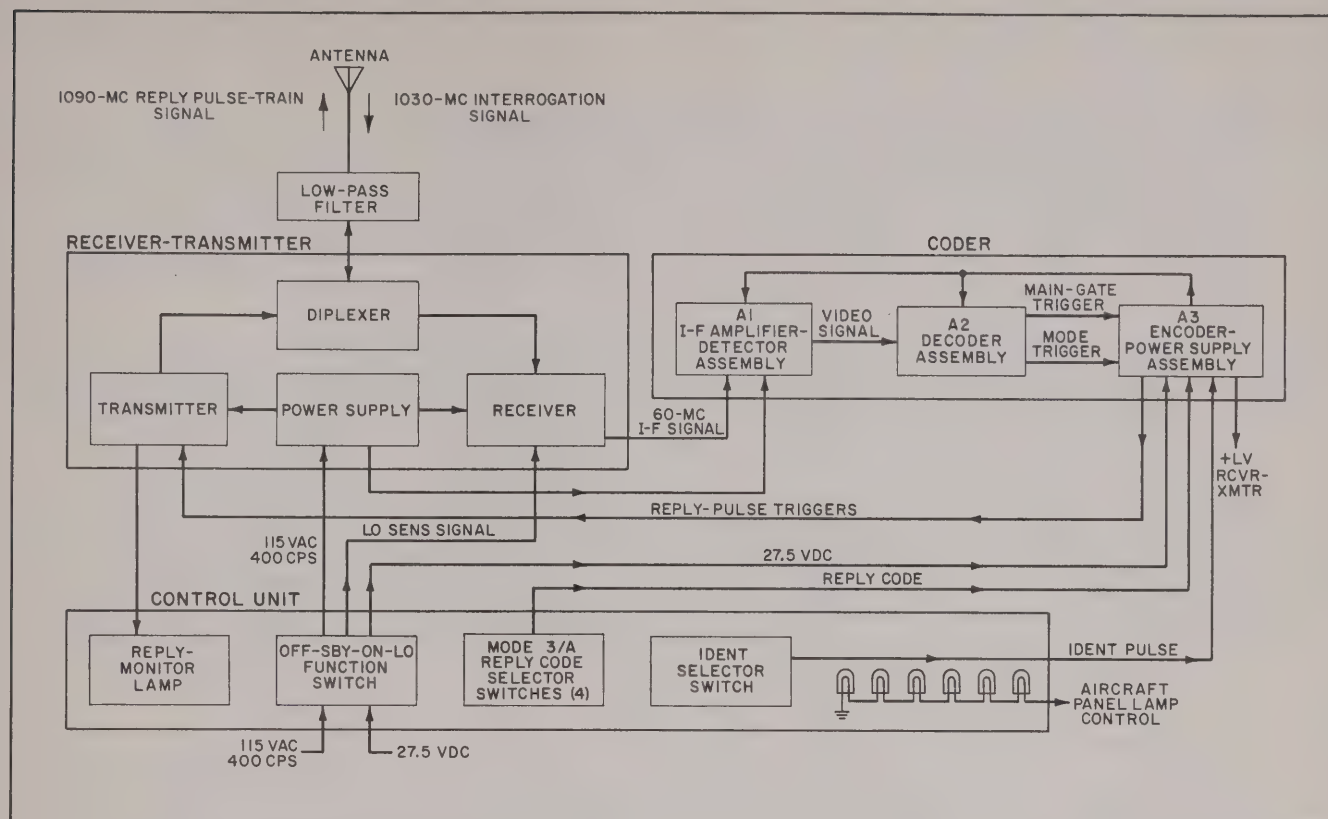 ANTENNA
1090-MC REPLY PULSE-TRAIN
SIGNAL
1030-MC INTERROGATION
SIGNAL
LOW-PASS
FILTER
RECEIVER-TRANSMITTER
DIPLEXER
TRANSMITTER
POWER SUPPLY
RECEIVER
60-MC
I-F SIGNAL
CODER
A1
I-F AMPLIFIER-
DETECTOR
ASSEMBLY
VIDEO
SIGNAL
A2
DECODER
ASSEMBLY
MAIN-GATE
TRIGGER
MODE
TRIGGER
A3
ENCODER-
POWER SUPPLY
ASSEMBLY
+LV
RCVR-
XMTR
REPLY-PULSE TRIGGERS
115 VAC
400 CPS
LO SENS SIGNAL
27.5 VDC
REPLY CODE
CONTROL UNIT
REPLY-
MONITOR
LAMP
OFF-SBY-ON-LO
FUNCTION
SWITCH
MODE 3/A
REPLY CODE
SELECTOR
SWITCHES (4)
IDENT
SELECTOR
SWITCH
IDENT PULSE
AIRCRAFT
PANEL LAMP
CONTROL
115 VAC
400 CPS
27.5 VDC